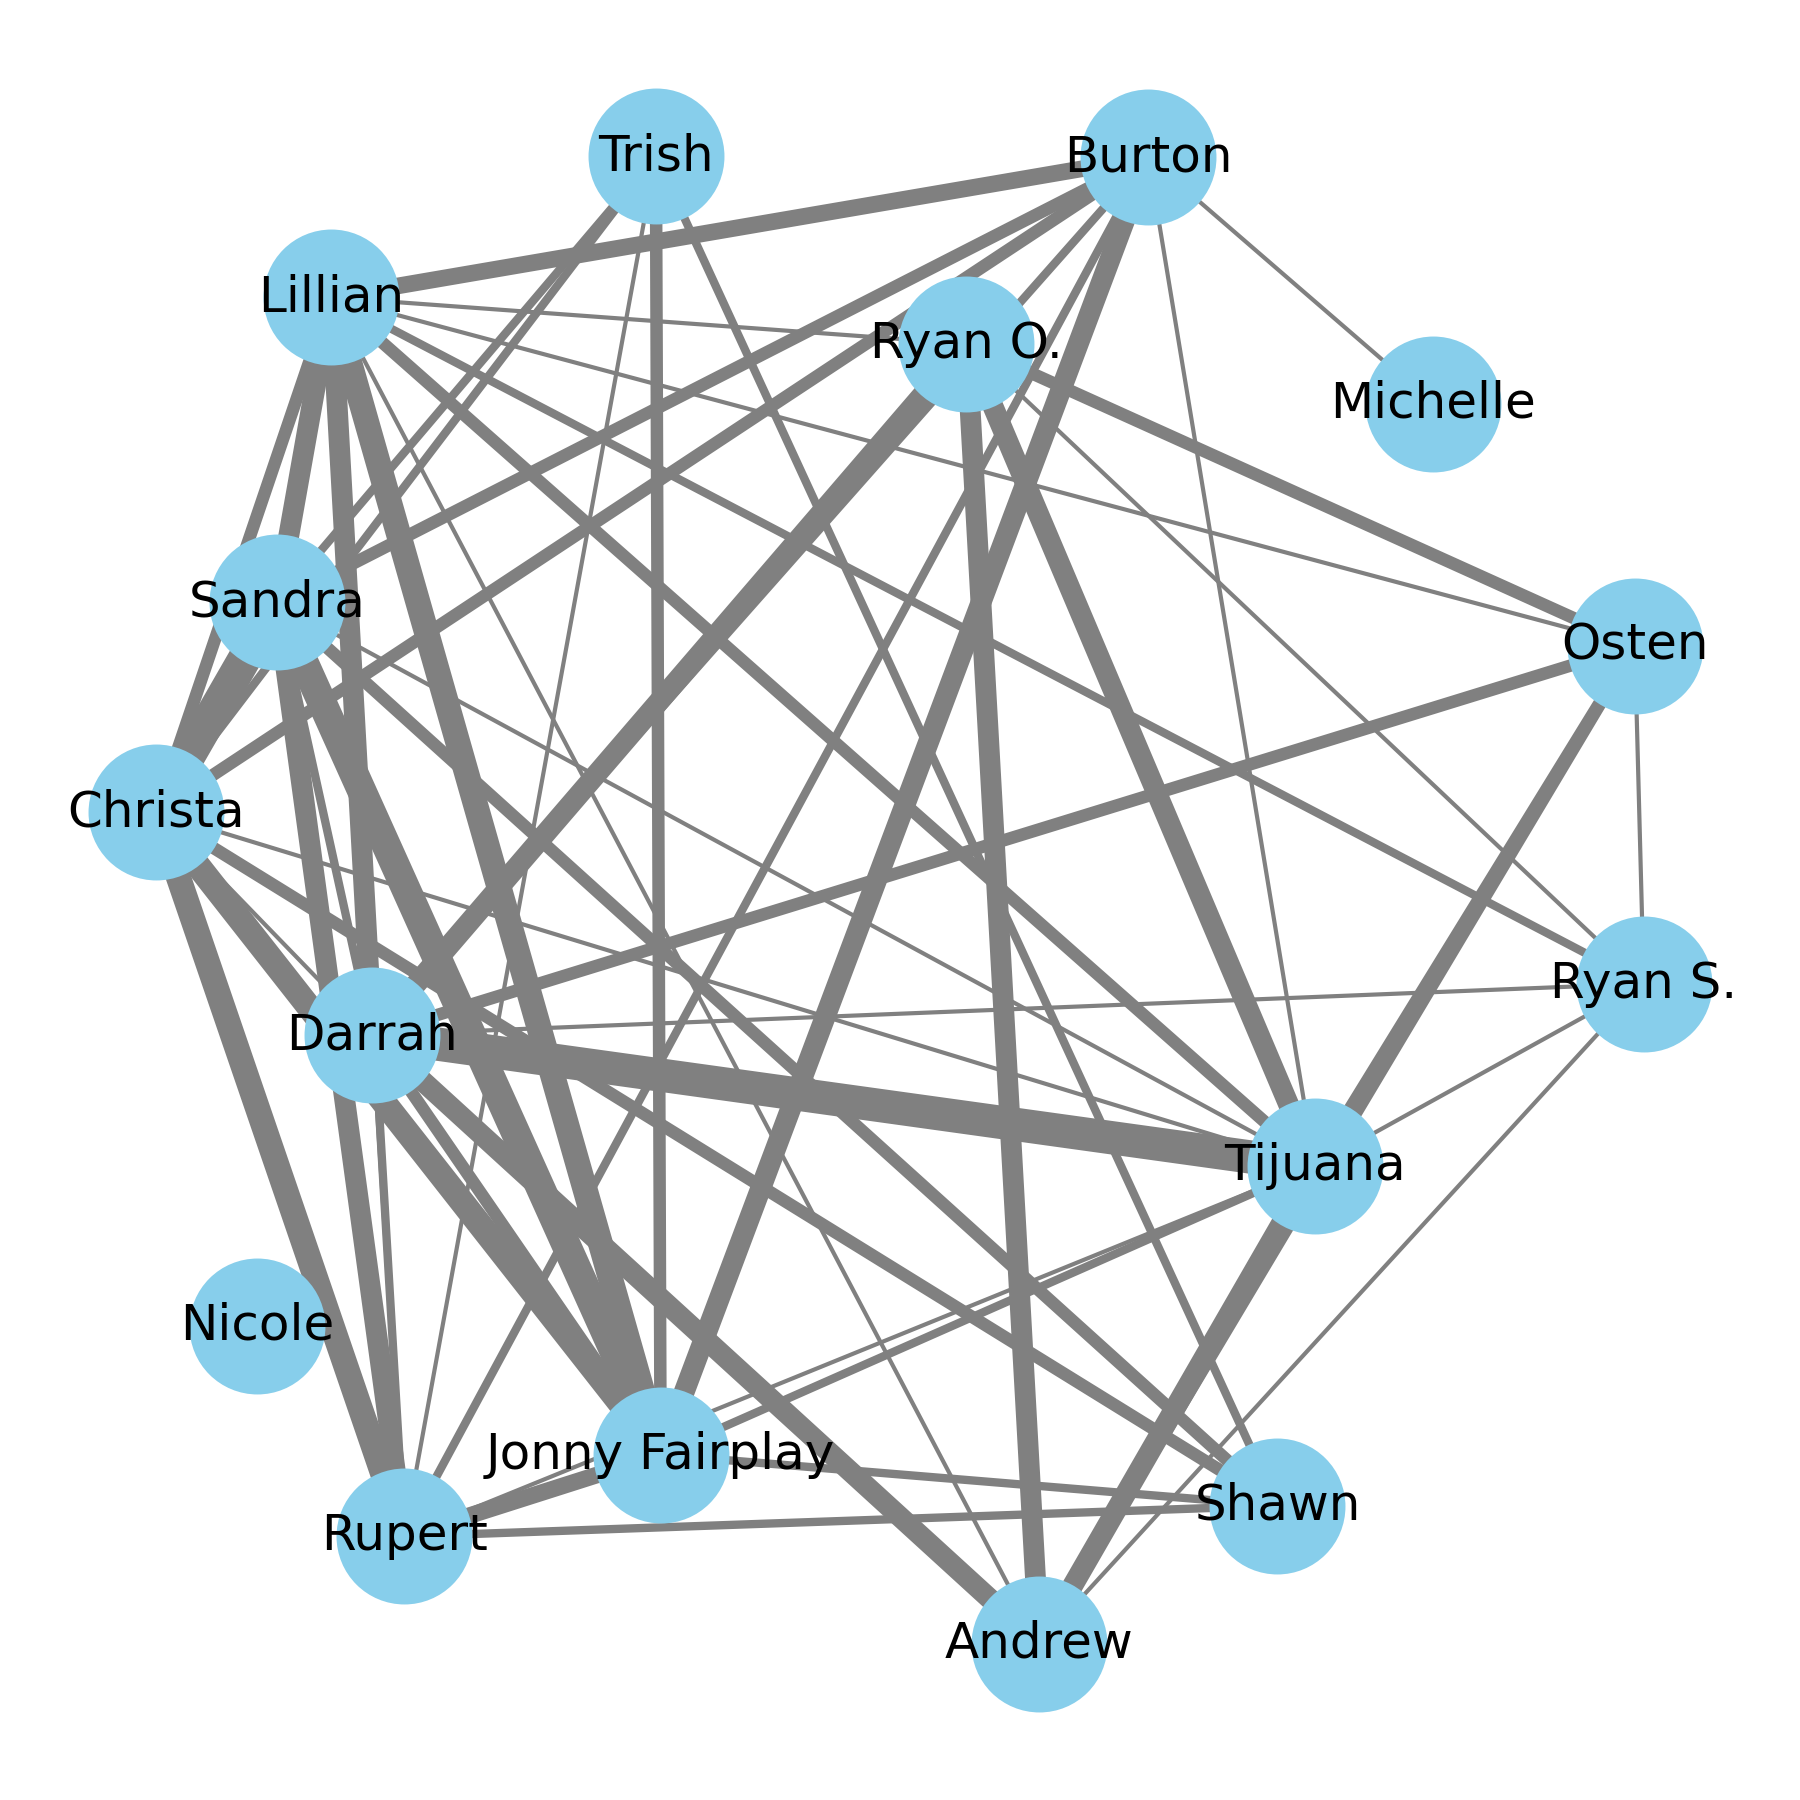 Trish
Burton
Lillian
Ryan O.
Michelle
Sandra
Osten
Christa
Ryan S.
Darrah
Tijuana
Nicole
Jonny Fairplay
Shawn
Rupert
Andrew